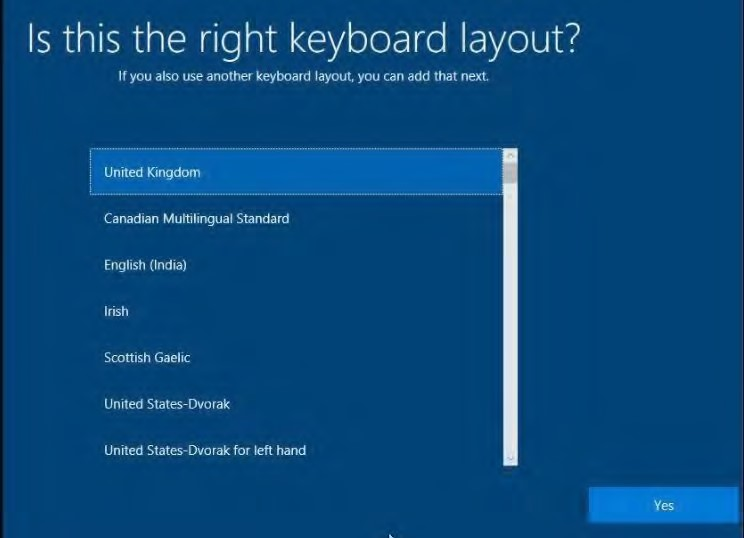 Is this the right keyboard layout?
If you also use another keyboard layout, you can add that next.
United Kingdom
Canadian Multilingual Standard
English (India)
Irish
Scottish Gaelic
United States-Dvorak
United States-Dvorak for left hand
Yes